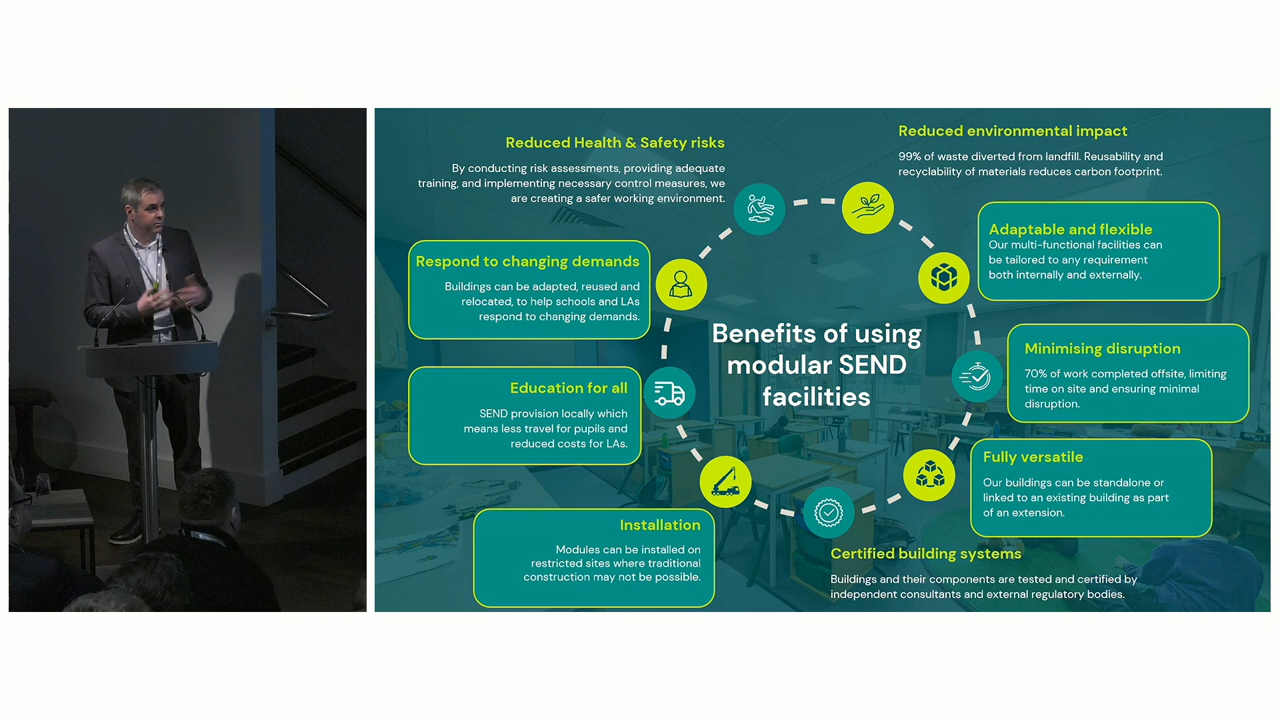 Reduced Health & Safety risks
By conducting risk assessments, providing adequate
training, and implementing necessary control measures, we
are creating a safer working environment.
Reduced environmental impact
99% of waste diverted from landfill. Reusability and
recyclability of materials reduces carbon footprint.
Respond to changing demands
Buildings can be adapted, reused and
relocated, to help schools and LAs
respond to changing demands.
Adaptable and flexible
Our multi-functional facilities can
be tailored to any requirement
both internally and externally.
Benefits of using
modular SEND
facilities
Education for all
SEND provision locally which
means less travel for pupils and
reduced costs for LAs.
Minimising disruption
70% of work completed offsite, limiting
time on site and ensuring minimal
disruption.
Fully versatile
Our buildings can be standalone or
linked to an existing building as part
of an extension.
Installation
Modules can be installed on
restricted sites where traditional
construction may not be possible.
Certified building systems
Buildings and their components are tested and certified by
independent consultants and external regulatory bodies.